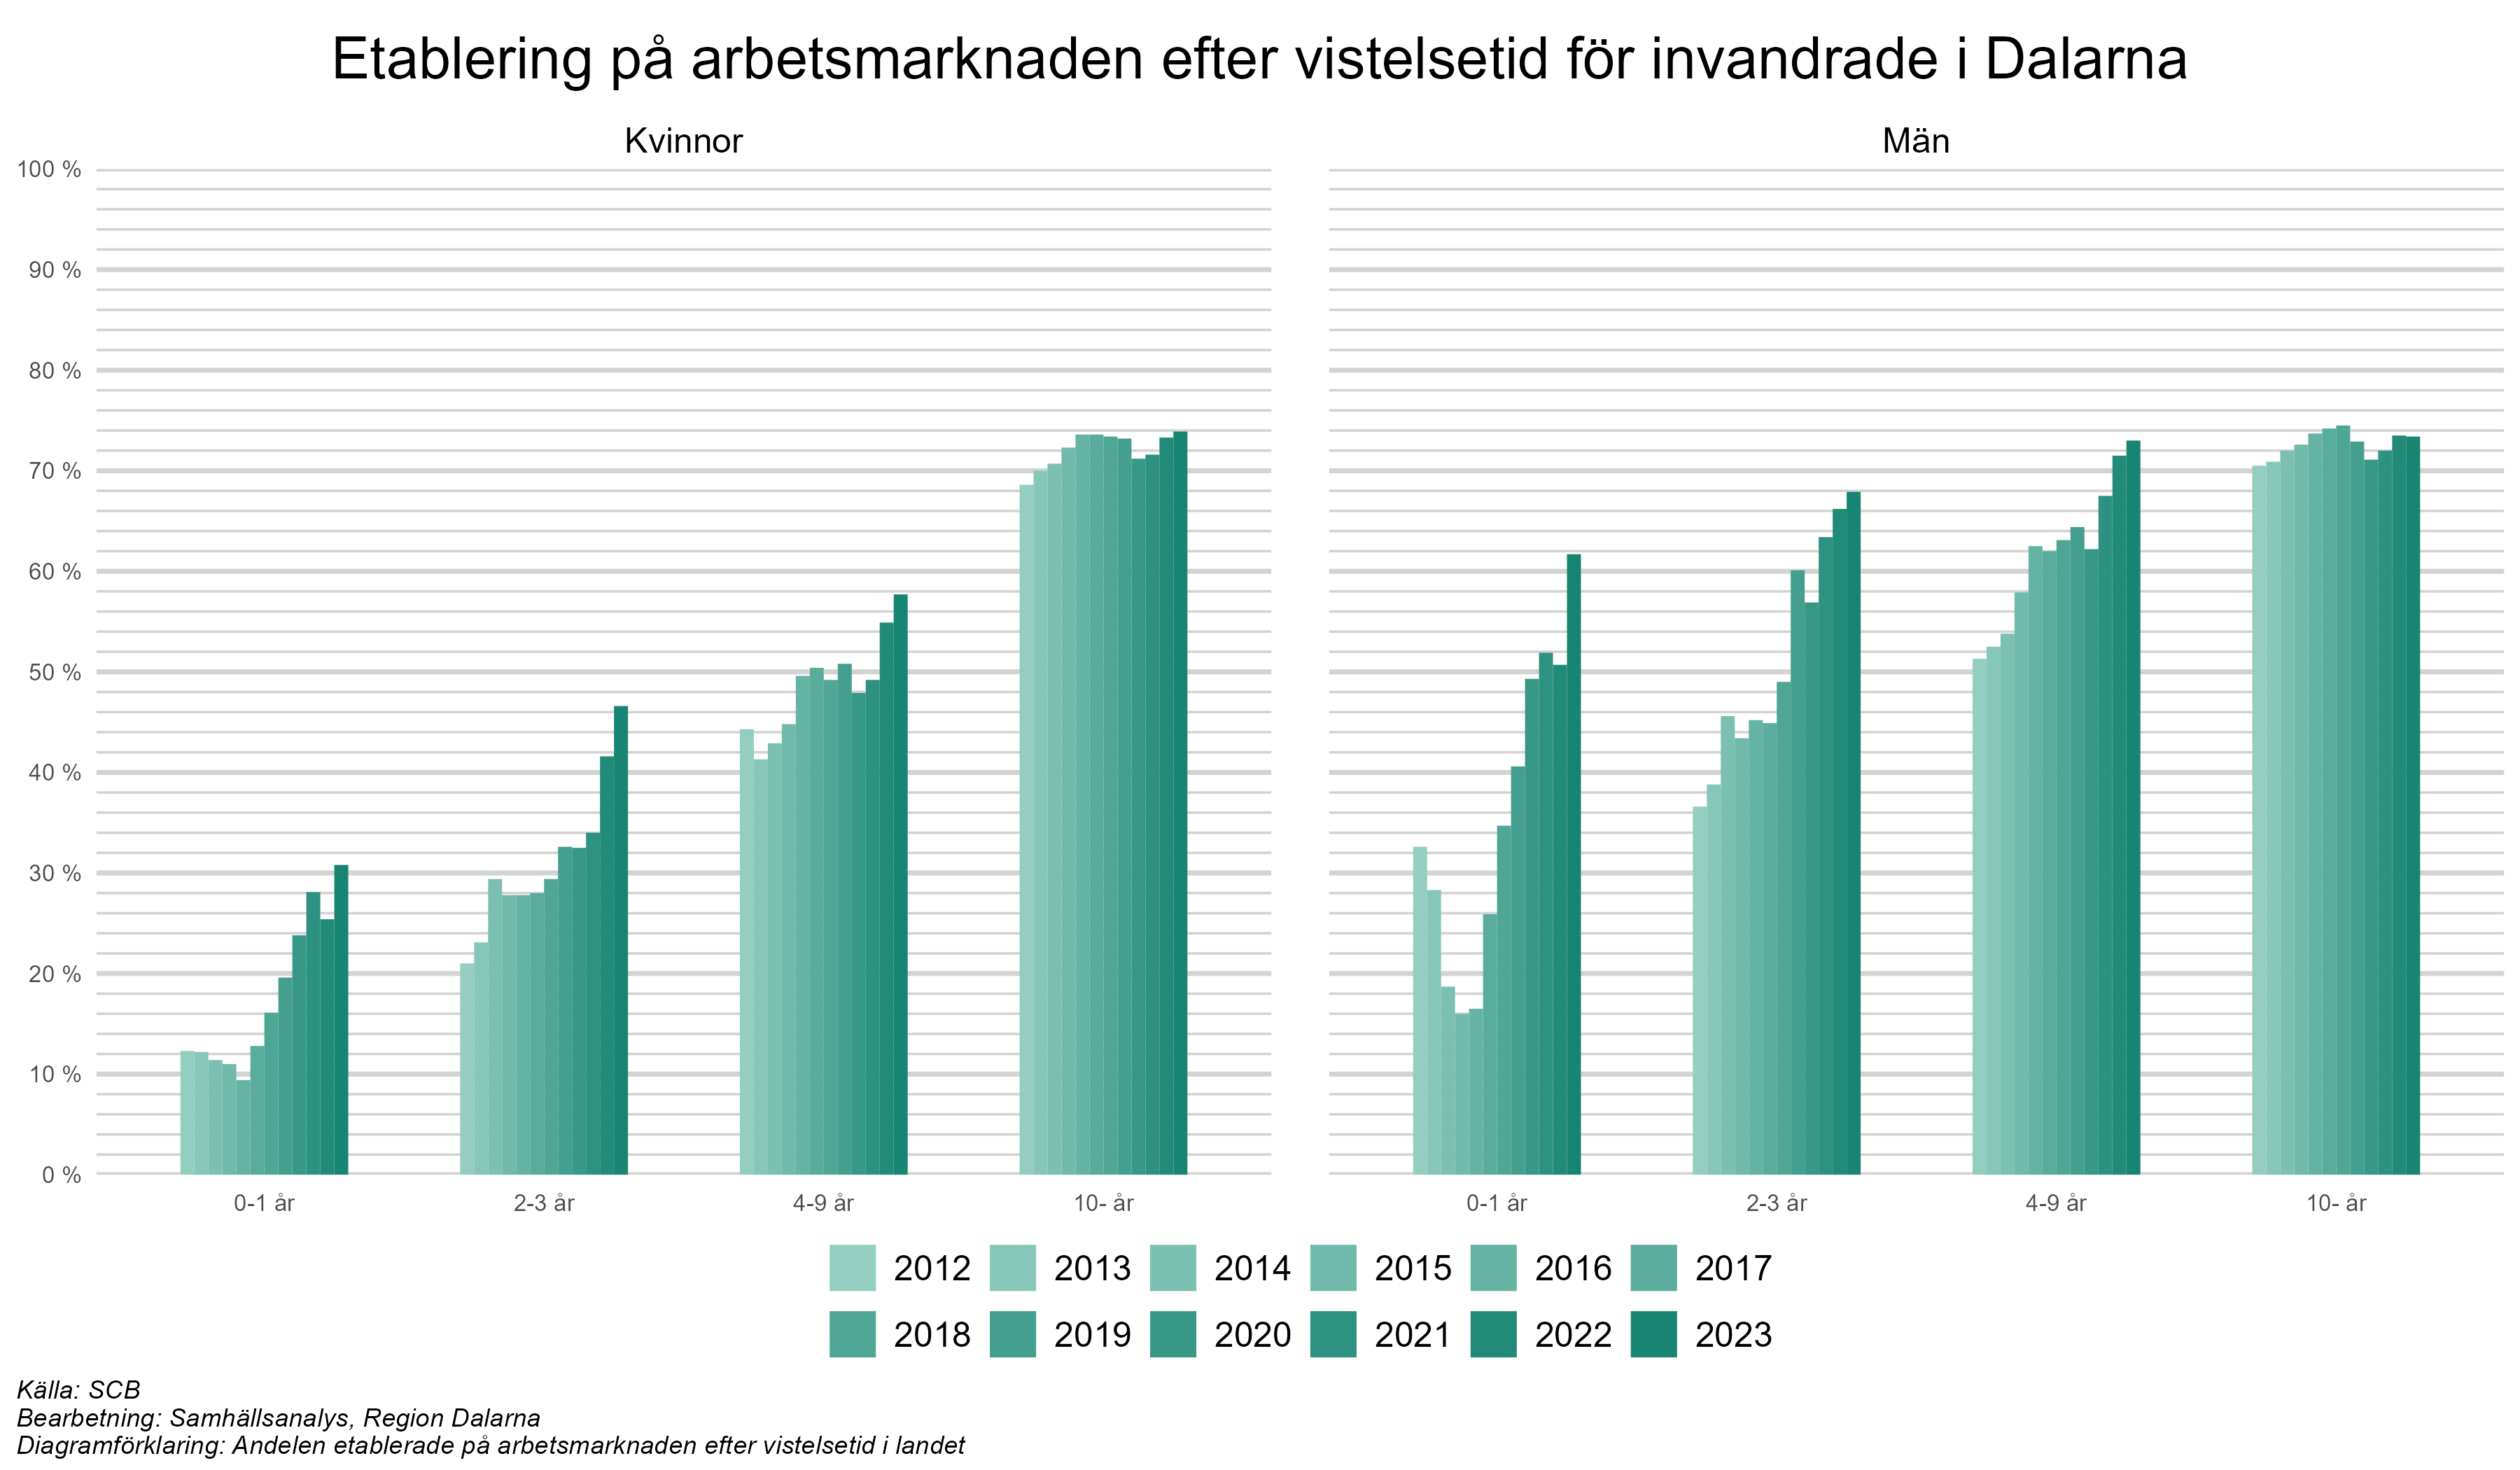 Etablering på arbetsmarknaden efter vistelsetid för invandrade i Dalarna
Kvinnor
Män
100 %
90 %
80 %
70 %
60 %
50 %
40 %
30 %
20 %
10 %
0 %
0-1 år
2-3 år
4-9 år
10- år
0-1 år
2-3 år
4-9 år
10- år
2012
2013
2014
2015
2016
2017
2018
2019
2020
2021
2022
2023
Källa: SCB
Bearbetning: Samhällsanalys, Region Dalarna
Diagramförklaring: Andelen etablerade på arbetsmarknaden efter vistelsetid i landet